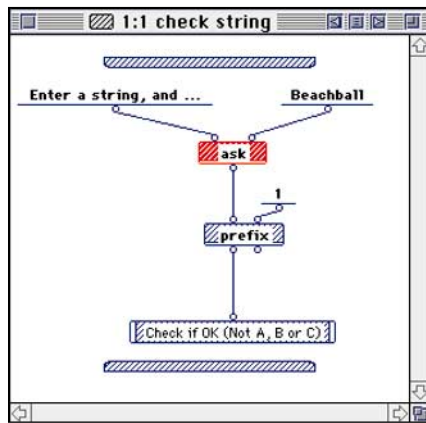 1:1 check string
Enter a string, and ...
Beachball
ask
1
prefix
Check if OK (Not A, B or C)